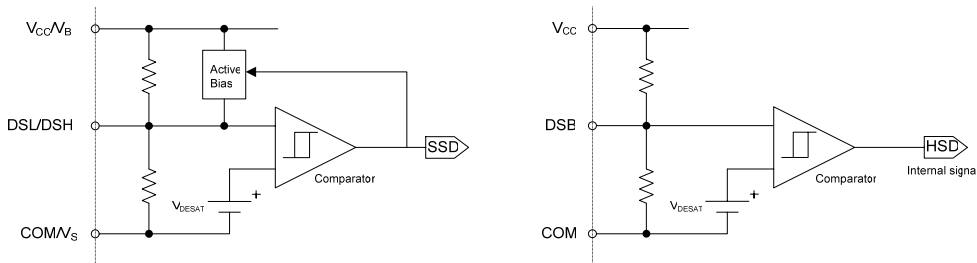 VCC/VB
Active
Bias
DSL/DSH
SSD
Comparator
VDESAT
+
COM/VS
VCC
DSB
HSD
Internal signa
Comparator
VDESAT
+
COM